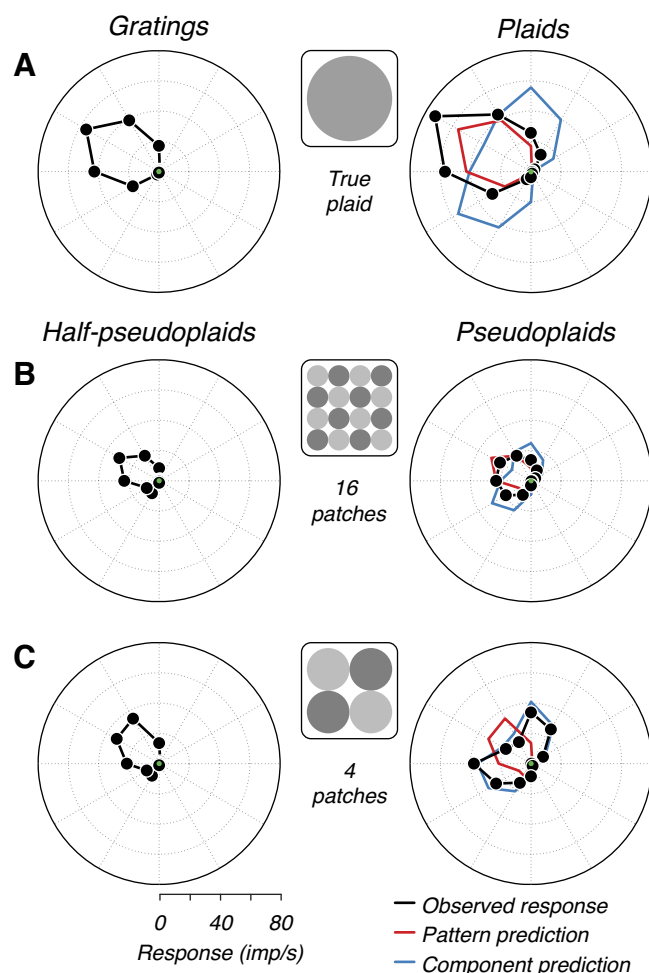 Gratings
Plaids
A
True
plaid
Half-pseudoplaids
Pseudoplaids
B
16
patches
C
4
patches
0 40 80
Response (imp/s)
Observed response
Pattern prediction
Component prediction